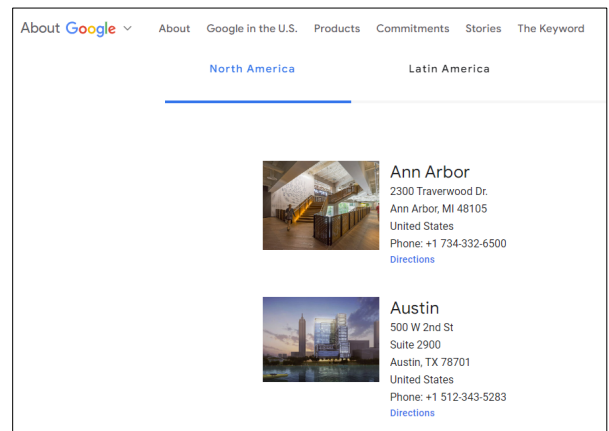 About Google About Google in the U.S. Products Commitments Stories The Keyword
North America Latin America
Ann Arbor
2300 Traverwood Dr.
Ann Arbor, MI 48105
United States
Phone: +1 734-332-6500
Directions
Austin
500 W 2nd St
Suite 2900
Austin, TX 78701
United States
Phone: +1 512-343-5283
Directions